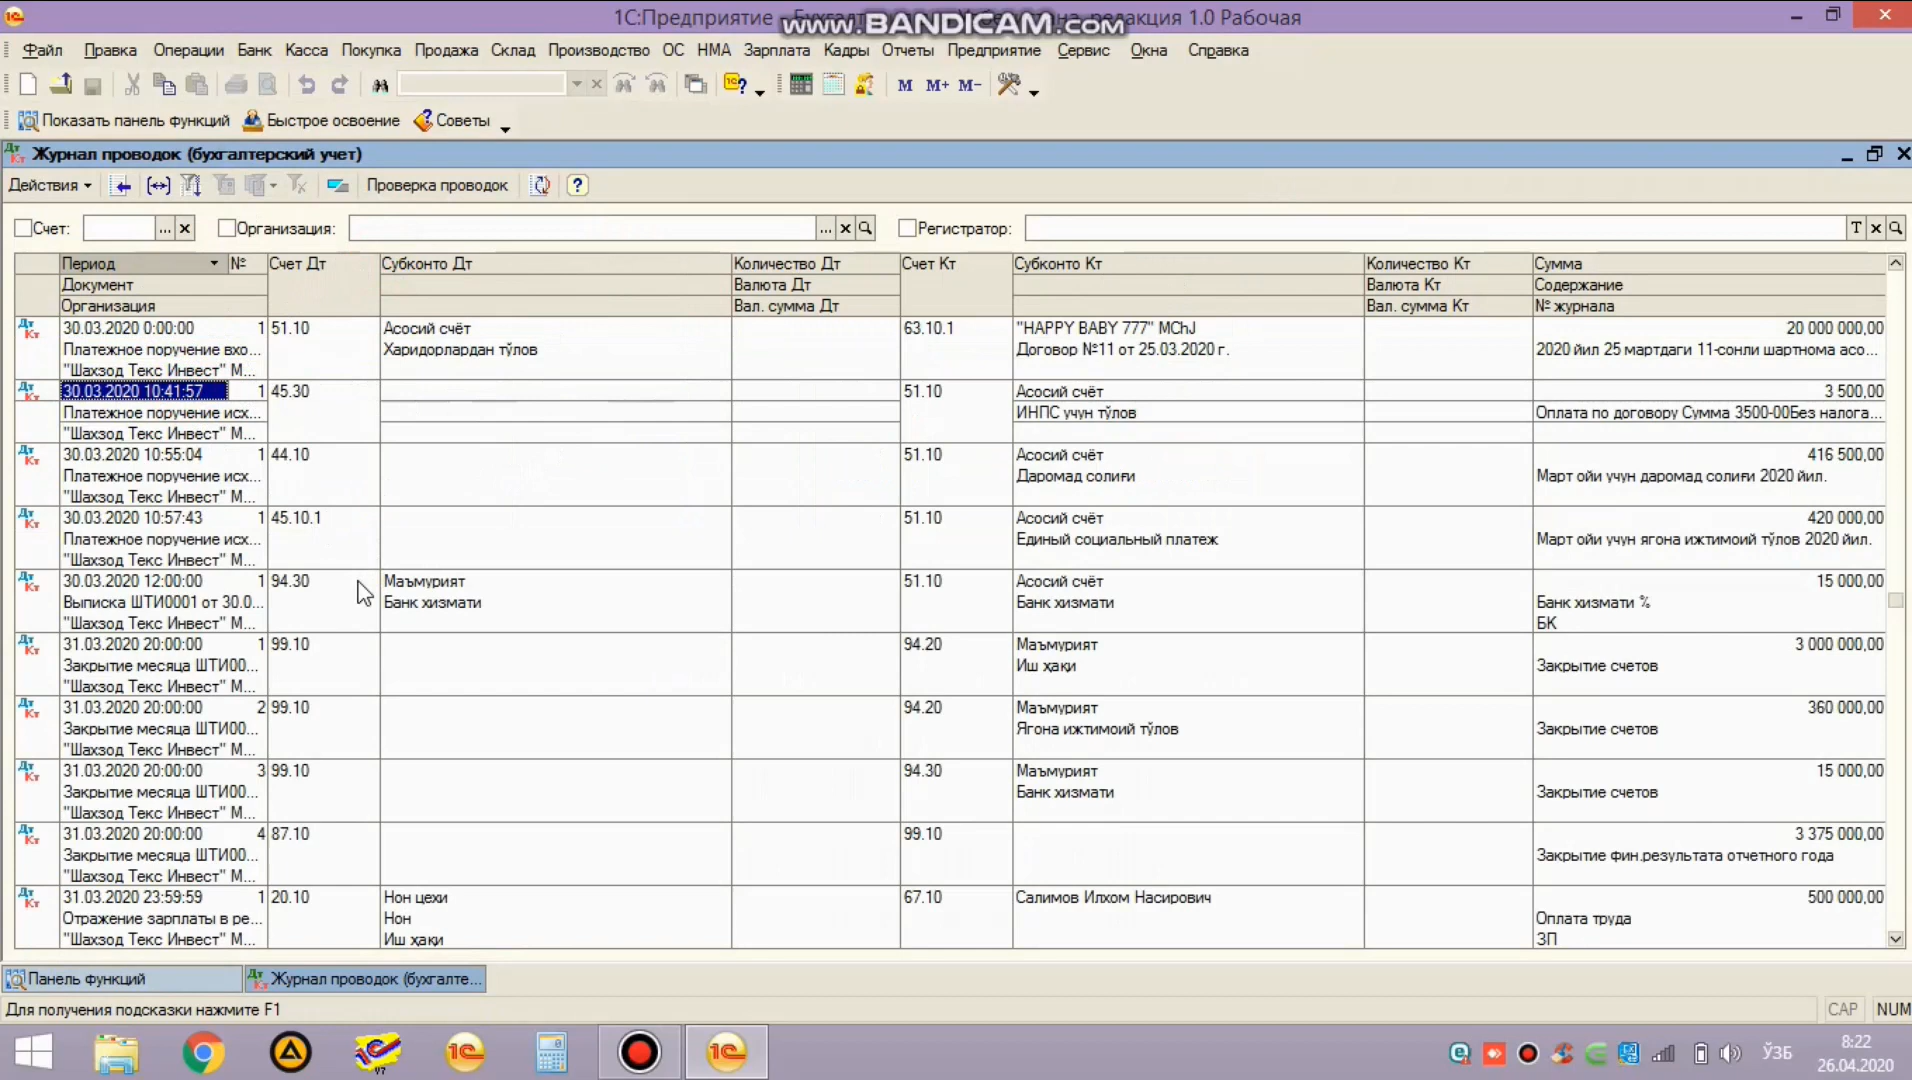 1С:Предприятие - Бухгал
редакция 1.0 Рабочая
www.BANDICAM.com
Файл Правка Операции Банк Касса Покупка Продажа Склад Производство ОС НМА Зарплата Кадры Отчеты Предприятие Сервис Окна Справка
M M+ M-
Показать панель функций Быстрое освоение Советы
Журнал проводок (бухгалтерский учет)
Действия Проверка проводок
Счет: Организация: Регистратор:
Период № Счет Дт Субконто Дт Количество Дт Счет Кт Субконто Кт Количество Кт Сумма
Документ Валюта Дт Валюта Кт Содержание
Организация Вал. сумма Дт Вал. сумма Кт № журнала
30.03.2020 0:00:00 1 51.10 Асосий счёт 63.10.1 "HAPPY BABY 777" MChJ 20 000 000,00
Платежное поручение вхо... Харидорлардан тўлов Договор №11 от 25.03.2020 г. 2020 йил 25 мартдаги 11-сонли шартнома асо...
"Шахзод Текс Инвест" М...
30.03.2020 10:41:57 1 45.30 51.10 Асосий счёт 3 500,00
Платежное поручение исх... ИНПС учун тўлов Оплата по договору Сумма 3500-00Без налога...
"Шахзод Текс Инвест" М...
30.03.2020 10:55:04 1 44.10 51.10 Асосий счёт 416 500,00
Платежное поручение исх... Даромад солиғи Март ойи учун даромад солиғи 2020 йил.
"Шахзод Текс Инвест" М...
30.03.2020 10:57:43 1 45.10.1 51.10 Асосий счёт 420 000,00
Платежное поручение исх... Единый социальный платеж Март ойи учун ягона ижтимоий тўлов 2020 йил.
"Шахзод Текс Инвест" М...
30.03.2020 12:00:00 1 94.30 Маъмурият 51.10 Асосий счёт 15 000,00
Выписка ШТИ0001 от 30.0... Банк хизмати Банк хизмати Банк хизмати %
"Шахзод Текс Инвест" М... БК
31.03.2020 20:00:00 1 99.10 94.20 Маъмурият 3 000 000,00
Закрытие месяца ШТИ00... Иш ҳақи Закрытие счетов
"Шахзод Текс Инвест" М...
31.03.2020 20:00:00 2 99.10 94.20 Маъмурият 360 000,00
Закрытие месяца ШТИ00... Ягона ижтимоий тўлов Закрытие счетов
"Шахзод Текс Инвест" М...
31.03.2020 20:00:00 3 99.10 94.30 Маъмурият 15 000,00
Закрытие месяца ШТИ00... Банк хизмати Закрытие счетов
"Шахзод Текс Инвест" М...
31.03.2020 20:00:00 4 87.10 99.10 3 375 000,00
Закрытие месяца ШТИ00... Закрытие фин.результата отчетного года
"Шахзод Текс Инвест" М...
31.03.2020 23:59:59 1 20.10 Нон цехи 67.10 Салимов Илхом Насирович 500 000,00
Отражение зарплаты в ре... Нон Оплата труда
"Шахзод Текс Инвест" М... Иш ҳақи ЗП
Панель функций Журнал проводок (бухгалте...
Для получения подсказки нажмите F1 CAP NUM
ЎЗБ 8:22
26.04.2020